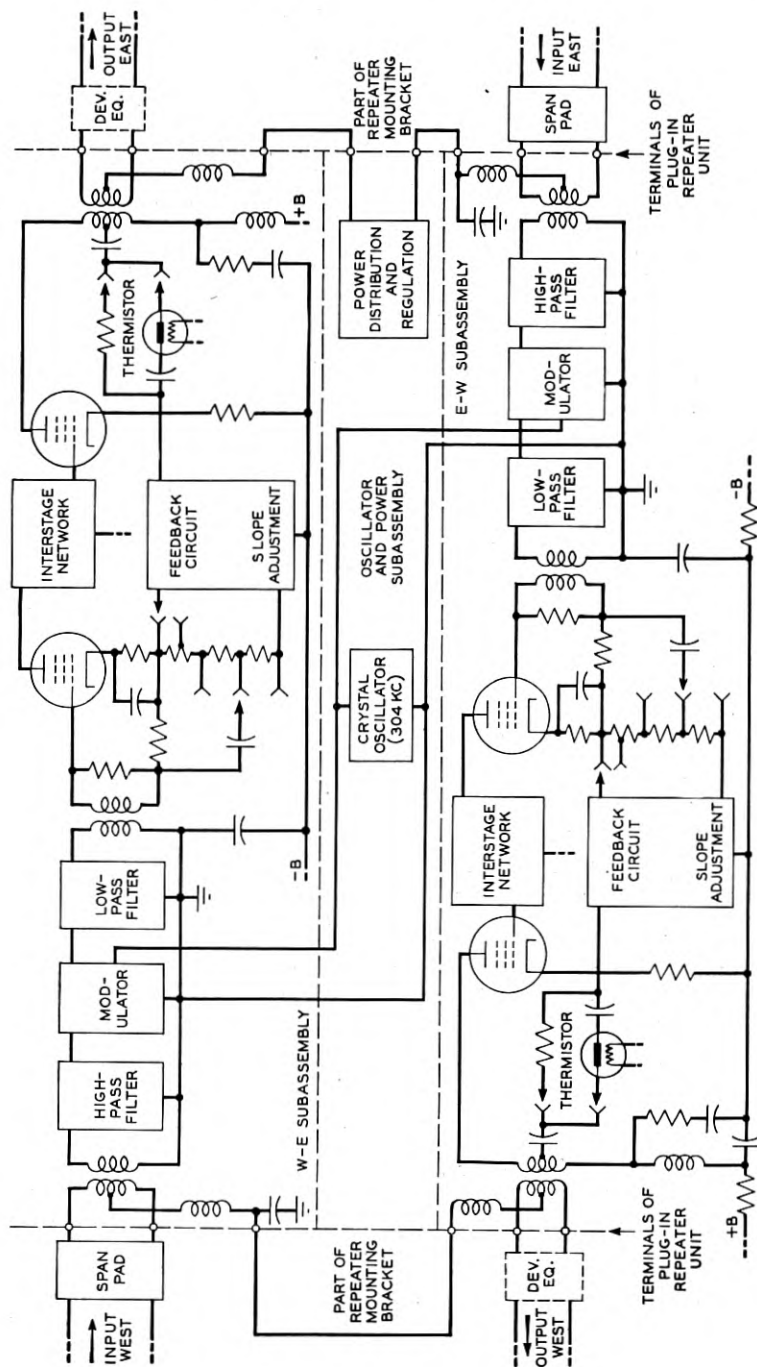 INPUT
WEST
SPAN
PAD
HIGH-
PASS
FILTER
MOD-
ULATOR
LOW-
PASS
FILTER
-B
INTERSTAGE
NETWORK
FEEDBACK
CIRCUIT
SLOPE
ADJUSTMENT
THERMISTOR
+B
DEV.
EQ.
OUTPUT
EAST
W-E SUBASSEMBLY
PART OF
REPEATER
MOUNTING
BRACKET
CRYSTAL
OSCILLATOR
(304 KC)
OSCILLATOR
AND POWER
SUBASSEMBLY
POWER
DISTRIBUTION
AND
REGULATION
PART OF
REPEATER
MOUNTING
BRACKET
E-W SUBASSEMBLY
OUTPUT
WEST
DEV.
EQ.
TERMINALS OF
PLUG-IN
REPEATER
UNIT
+B
THERMISTOR
INTERSTAGE
NETWORK
FEEDBACK
CIRCUIT
SLOPE
ADJUSTMENT
-B
LOW-PASS
FILTER
MOD-
ULATOR
HIGH-
PASS
FILTER
SPAN
PAD
INPUT
EAST
TERMINALS OF
PLUG-IN
REPEATER
UNIT